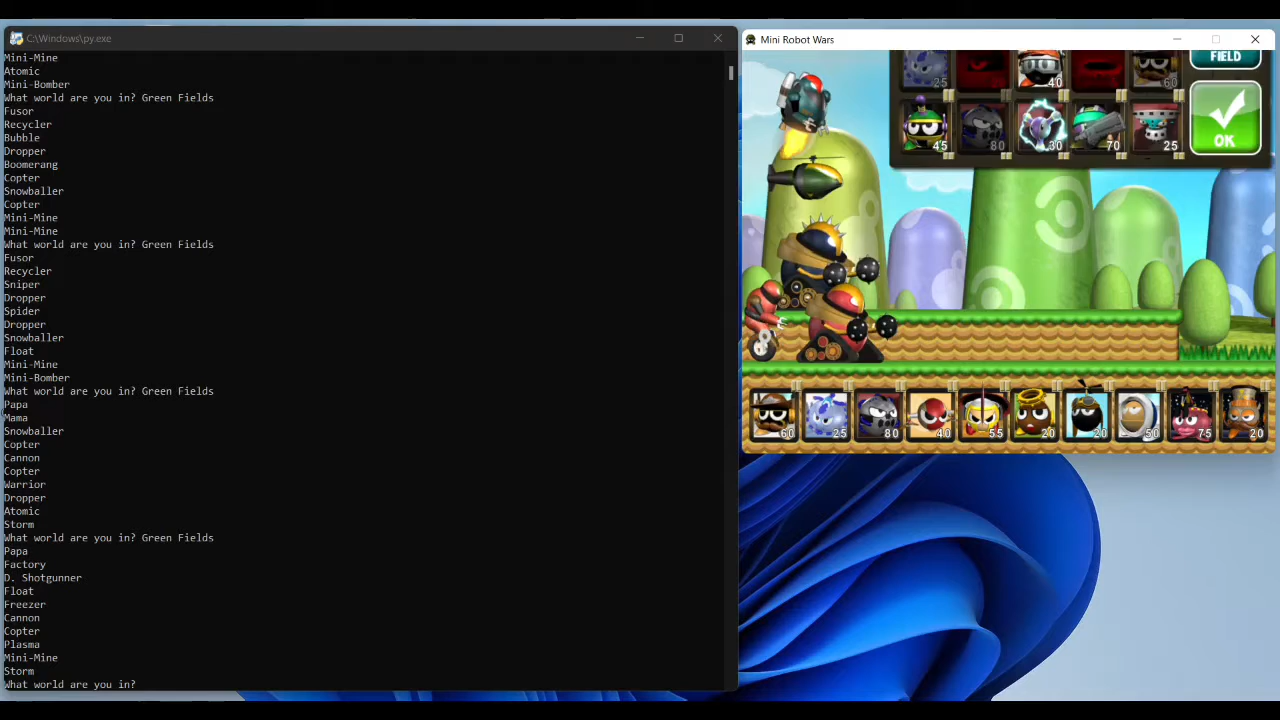 C:\Windows\py.exe
Mini-Mine
Atomic
Mini-Bomber
What world are you in? Green Fields
Fusor
Recycler
Bubble
Dropper
Boomerang
Copter
Snowballer
Copter
Mini-Mine
Mini-Mine
What world are you in? Green Fields
Fusor
Recycler
Sniper
Dropper
Spider
Dropper
Snowballer
Float
Mini-Mine
Mini-Bomber
What world are you in? Green Fields
Papa
Mama
Snowballer
Copter
Cannon
Copter
Warrior
Dropper
Atomic
Storm
What world are you in? Green Fields
Papa
Factory
D. Shotgunner
Float
Freezer
Cannon
Copter
Plasma
Mini-Mine
Storm
What world are you in?
Mini Robot Wars
25 40 60 FIELD
45 80 30 70 25 OK
60 25 80 40 55 20 20 50 75 20